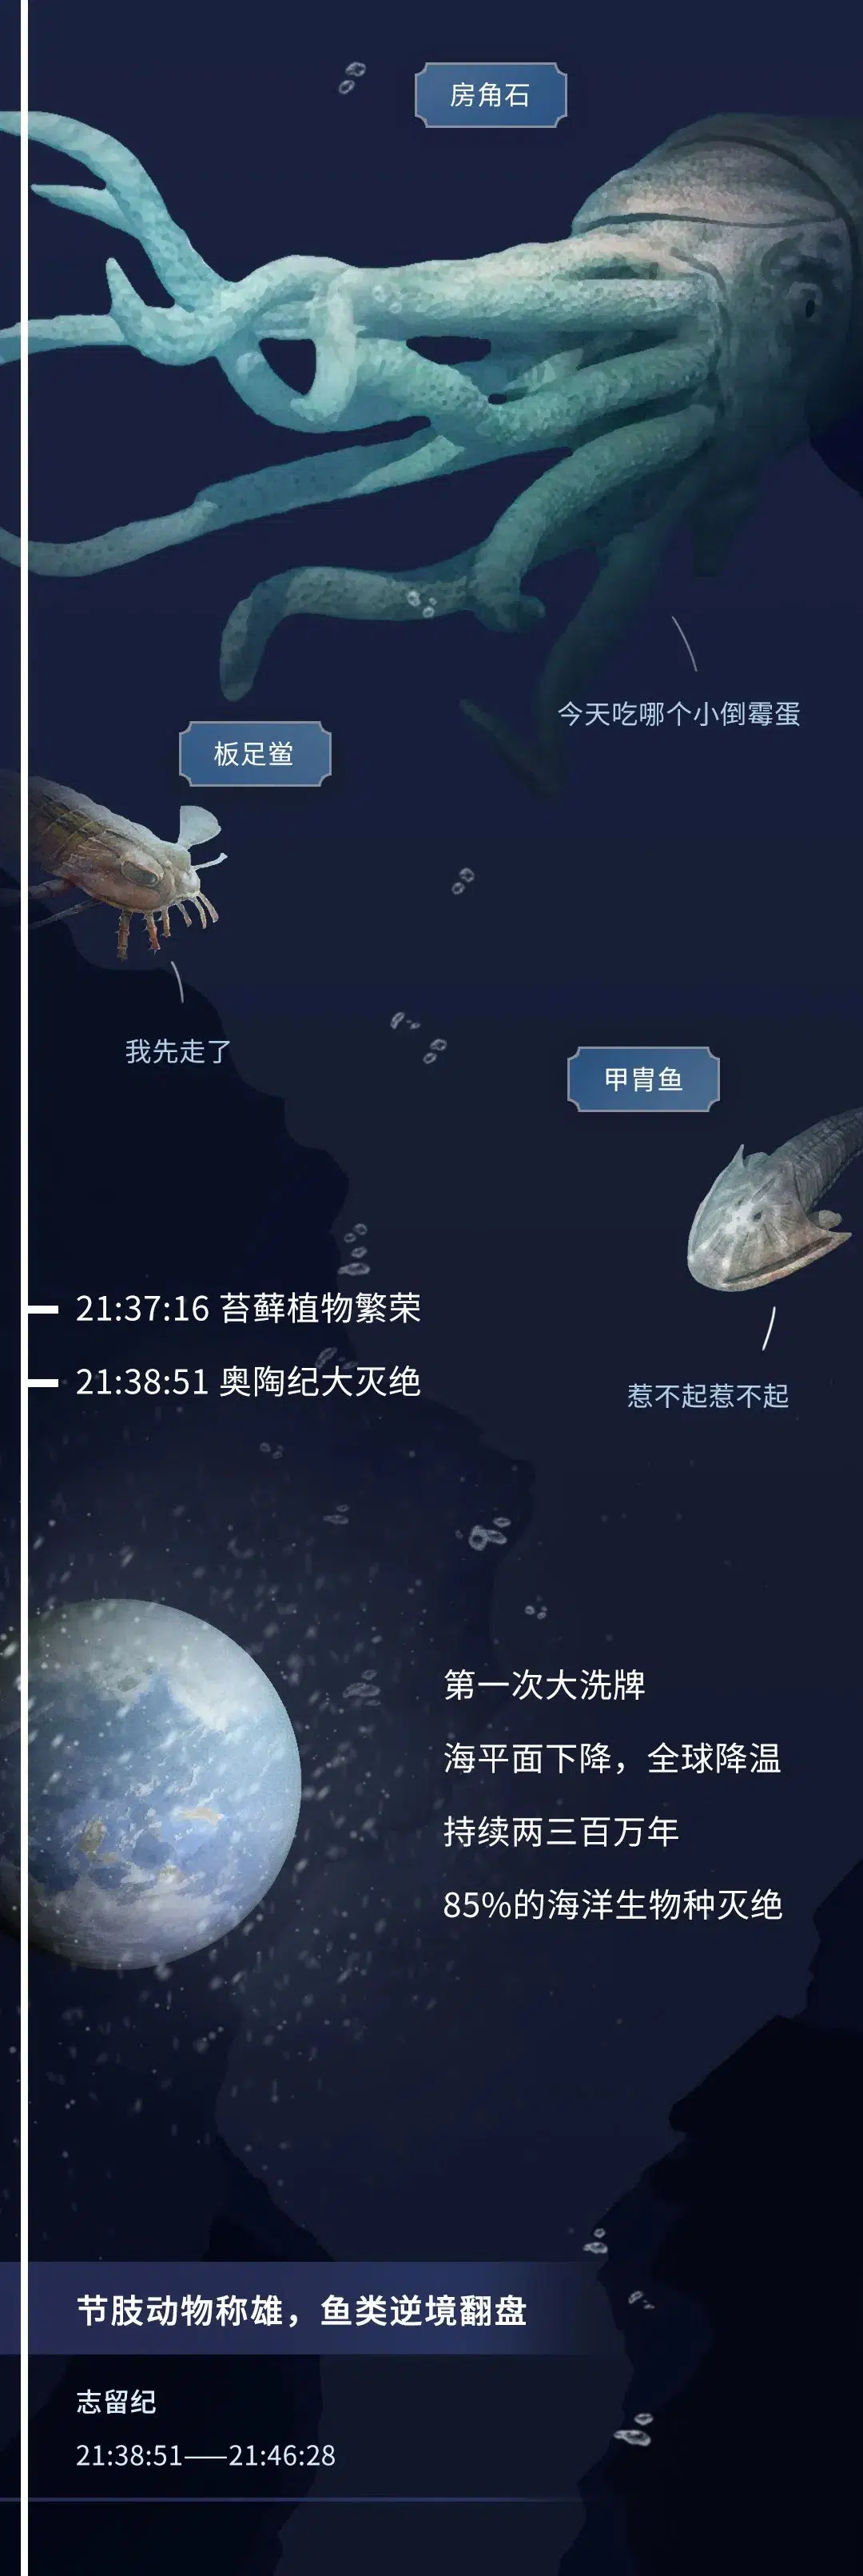 房角石
今天吃哪个小倒霉蛋
板足鲎
我先走了
甲胄鱼
21:37:16 苔藓植物繁荣
21:38:51 奥陶纪大灭绝
惹不起惹不起
第一次大洗牌
海平面下降，全球降温
持续两三百万年
85%的海洋生物种灭绝
节肢动物称雄，鱼类逆境翻盘
志留纪
21:38:51——21:46:28